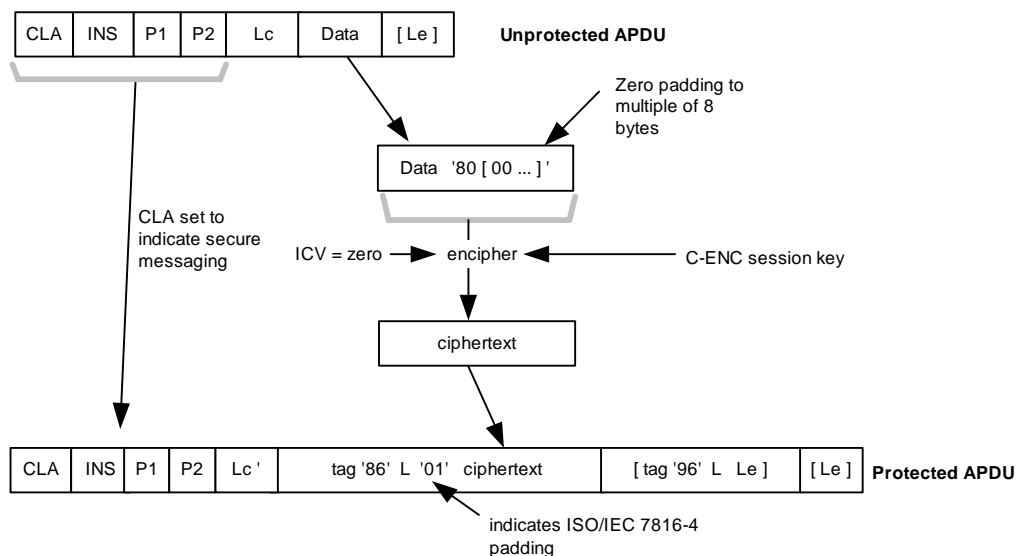 CLA INS P1 P2 Lc Data [ Le ] Unprotected APDU
Zero padding to
multiple of 8
bytes
Data '80 [ 00 ... ] '
CLA set to
indicate secure
messaging
ICV = zero encipher C-ENC session key
ciphertext
CLA INS P1 P2 Lc ' tag '86' L '01' ciphertext [ tag '96' L Le ] [ Le ] Protected APDU
indicates ISO/IEC 7816-4
padding